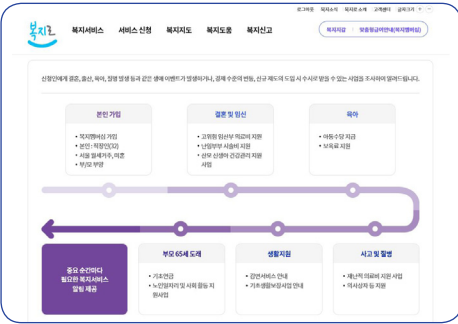 로그아웃 복지소식 복지로 소개 고객센터 글자크기 + -
복지로 복지서비스 서비스 신청 복지지도 복지도움 복지신고
복지지갑 맞춤형급여안내(복지멤버십)
신청인에게 결혼, 출산, 육아, 질병 발생 등과 같은 생애 이벤트가 발생하거나, 경제 수준의 변동, 신규 제도의 도입 시 수시로 받을 수 있는 사업을 조사하여 알려드립니다.
본인 가입
• 복지멤버십 가입
• 본인 : 직장인(32)
• 서울 월세거주, 미혼
• 부/모 부양
결혼 및 임신
• 고위험 임산부 의료비 지원
• 난임부부 시술비 지원
• 산모 신생아 건강관리 지원
사업
육아
• 아동수당 지급
• 보육료 지원
중요 순간마다
필요한 복지서비스
알림 제공
부모 65세 도래
• 기초연금
• 노인일자리 및 사회 활동 지
원사업
생활지원
• 감면서비스 안내
• 기초생활보장사업 안내
사고 및 질병
• 재난적 의료비 지원 사업
• 의사상자 등 지원